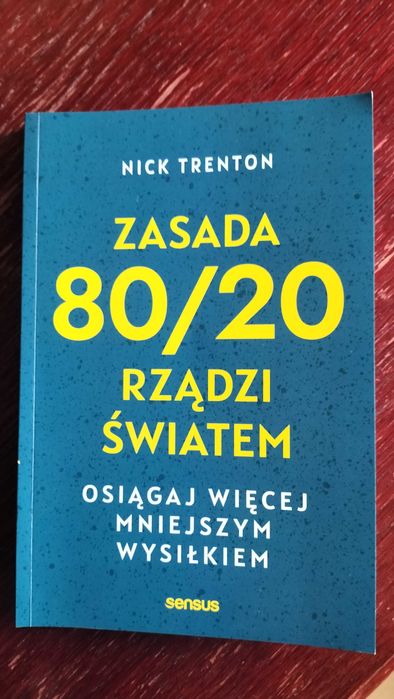 NICK TRENTON
ZASADA
80/20
RZĄDZI
ŚWIATEM
OSIĄGAJ WIĘCEJ
MNIEJSZYM
WYSIŁKIEM
sensus